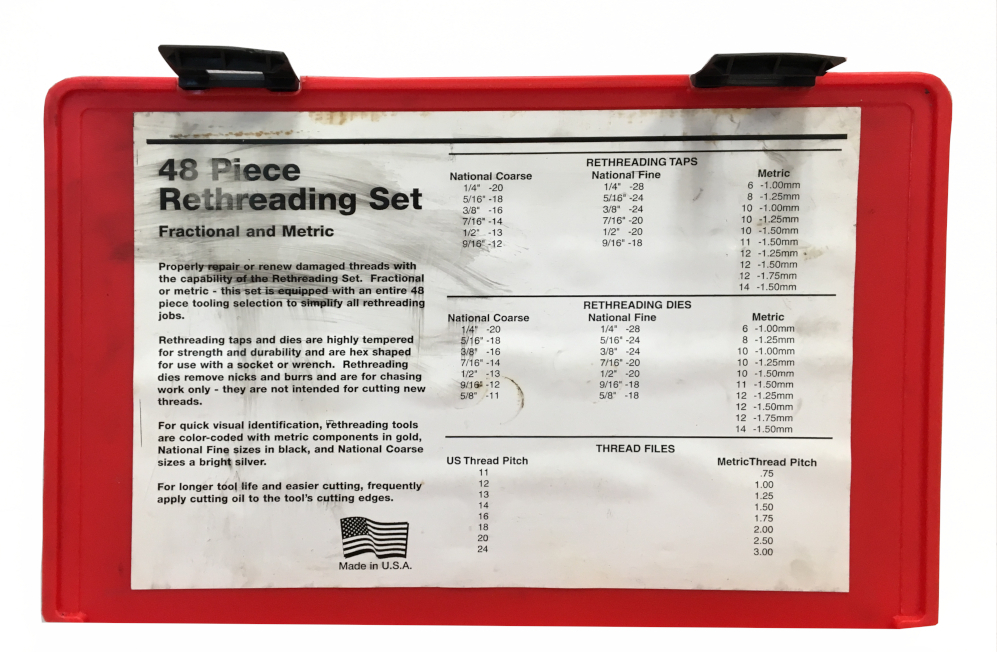 48 Piece
Rethreading Set
Fractional and Metric
Properly repair or renew damaged threads with
the capability of the Rethreading Set. Fractional
or metric - this set is equipped with an entire 48
piece tooling selection to simplify all rethreading
jobs.
Rethreading taps and dies are highly tempered
for strength and durability and are hex shaped
for use with a socket or wrench. Rethreading
dies remove nicks and burrs and are for chasing
work only - they are not intended for cutting new
threads.
For quick visual identification, rethreading tools
are color-coded with metric components in gold,
National Fine sizes in black, and National Coarse
sizes a bright silver.
For longer tool life and easier cutting, frequently
apply cutting oil to the tool's cutting edges.
Made in U.S.A.
RETHREADING TAPS
National Coarse National Fine Metric
1/4" -20 1/4" -28 6 -1.00mm
5/16" -18 5/16" -24 8 -1.25mm
3/8" -16 3/8" -24 10 -1.00mm
7/16" -14 7/16" -20 10 -1.25mm
1/2" -13 1/2" -20 10 -1.50mm
9/16" -12 9/16" -18 11 -1.50mm
12 -1.25mm
12 -1.50mm
12 -1.75mm
14 -1.50mm
RETHREADING DIES
National Coarse National Fine Metric
1/4" -20 1/4" -28 6 -1.00mm
5/16" -18 5/16" -24 8 -1.25mm
3/8" -16 3/8" -24 10 -1.00mm
7/16" -14 7/16" -20 10 -1.25mm
1/2" -13 1/2" -20 10 -1.50mm
9/16" -12 9/16" -18 11 -1.50mm
5/8" -11 5/8" -18 12 -1.25mm
12 -1.50mm
12 -1.75mm
14 -1.50mm
THREAD FILES
US Thread Pitch MetricThread Pitch
11 .75
12 1.00
13 1.25
14 1.50
16 1.75
18 2.00
20 2.50
24 3.00